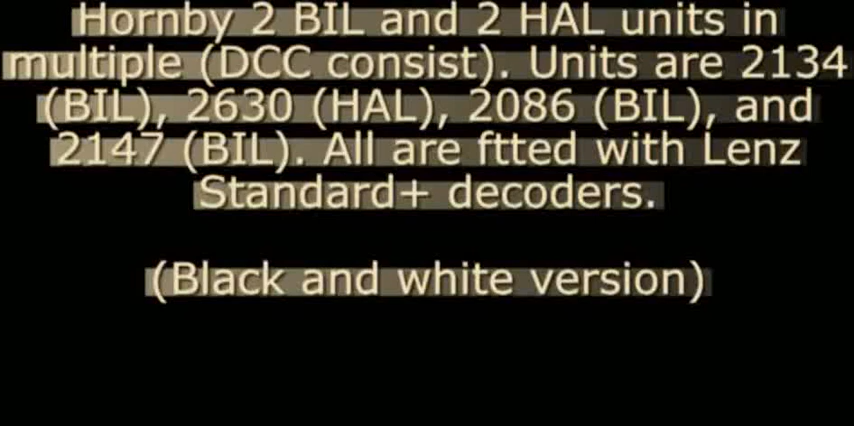 Hornby 2 BIL and 2 HAL units in
multiple (DCC consist). Units are 2134
(BIL), 2630 (HAL), 2086 (BIL), and
2147 (BIL). All are ftted with Lenz
Standard+ decoders.
(Black and white version)